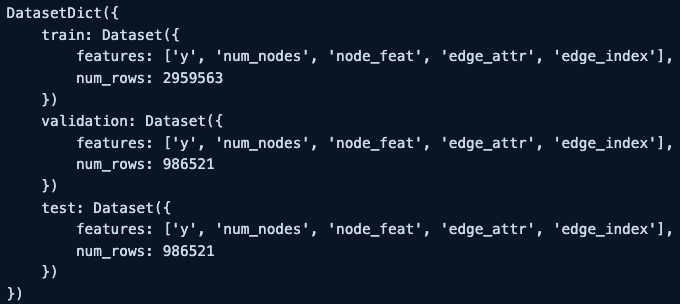 DatasetDict({
    train: Dataset({
        features: ['y', 'num_nodes', 'node_feat', 'edge_attr', 'edge_index'],
        num_rows: 2959563
    })
    validation: Dataset({
        features: ['y', 'num_nodes', 'node_feat', 'edge_attr', 'edge_index'],
        num_rows: 986521
    })
    test: Dataset({
        features: ['y', 'num_nodes', 'node_feat', 'edge_attr', 'edge_index'],
        num_rows: 986521
    })
})